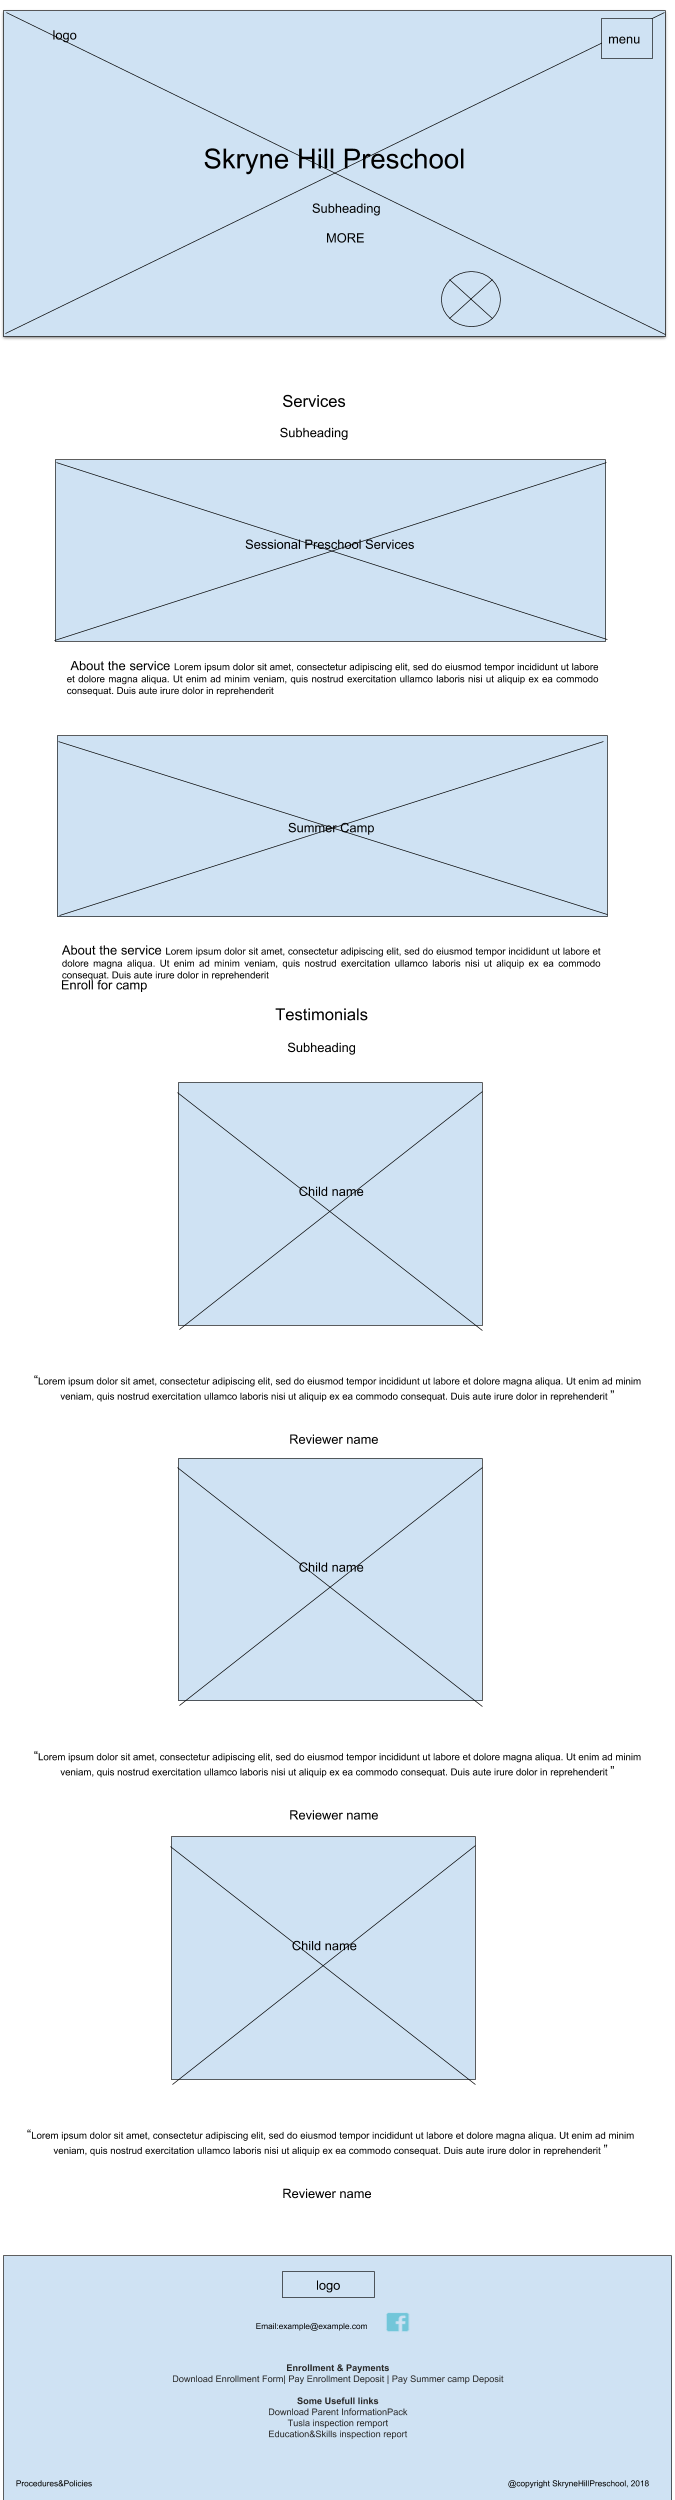 logo
menu
Skryne Hill Preschool
Subheading
MORE
Services
Subheading
Sessional Preschool Services
About the service Lorem ipsum dolor sit amet, consectetur adipiscing elit, sed do eiusmod tempor incididunt ut labore
et dolore magna aliqua. Ut enim ad minim veniam, quis nostrud exercitation ullamco laboris nisi ut aliquip ex ea commodo
consequat. Duis aute irure dolor in reprehenderit
Summer Camp
About the service Lorem ipsum dolor sit amet, consectetur adipiscing elit, sed do eiusmod tempor incididunt ut labore et
dolore magna aliqua. Ut enim ad minim veniam, quis nostrud exercitation ullamco laboris nisi ut aliquip ex ea commodo
consequat. Duis aute irure dolor in reprehenderit
Enroll for camp
Testimonials
Subheading
Child name
“Lorem ipsum dolor sit amet, consectetur adipiscing elit, sed do eiusmod tempor incididunt ut labore et dolore magna aliqua. Ut enim ad minim
veniam, quis nostrud exercitation ullamco laboris nisi ut aliquip ex ea commodo consequat. Duis aute irure dolor in reprehenderit ”
Reviewer name
Child name
“Lorem ipsum dolor sit amet, consectetur adipiscing elit, sed do eiusmod tempor incididunt ut labore et dolore magna aliqua. Ut enim ad minim
veniam, quis nostrud exercitation ullamco laboris nisi ut aliquip ex ea commodo consequat. Duis aute irure dolor in reprehenderit ”
Reviewer name
Child name
“Lorem ipsum dolor sit amet, consectetur adipiscing elit, sed do eiusmod tempor incididunt ut labore et dolore magna aliqua. Ut enim ad minim
veniam, quis nostrud exercitation ullamco laboris nisi ut aliquip ex ea commodo consequat. Duis aute irure dolor in reprehenderit ”
Reviewer name
logo
Email:example@example.com
Enrollment & Payments
Download Enrollment Form| Pay Enrollment Deposit | Pay Summer camp Deposit
Some Usefull links
Download Parent InformationPack
Tusla inspection remport
Education&Skills inspection report
Procedures&Policies
@copyright SkryneHillPreschool, 2018